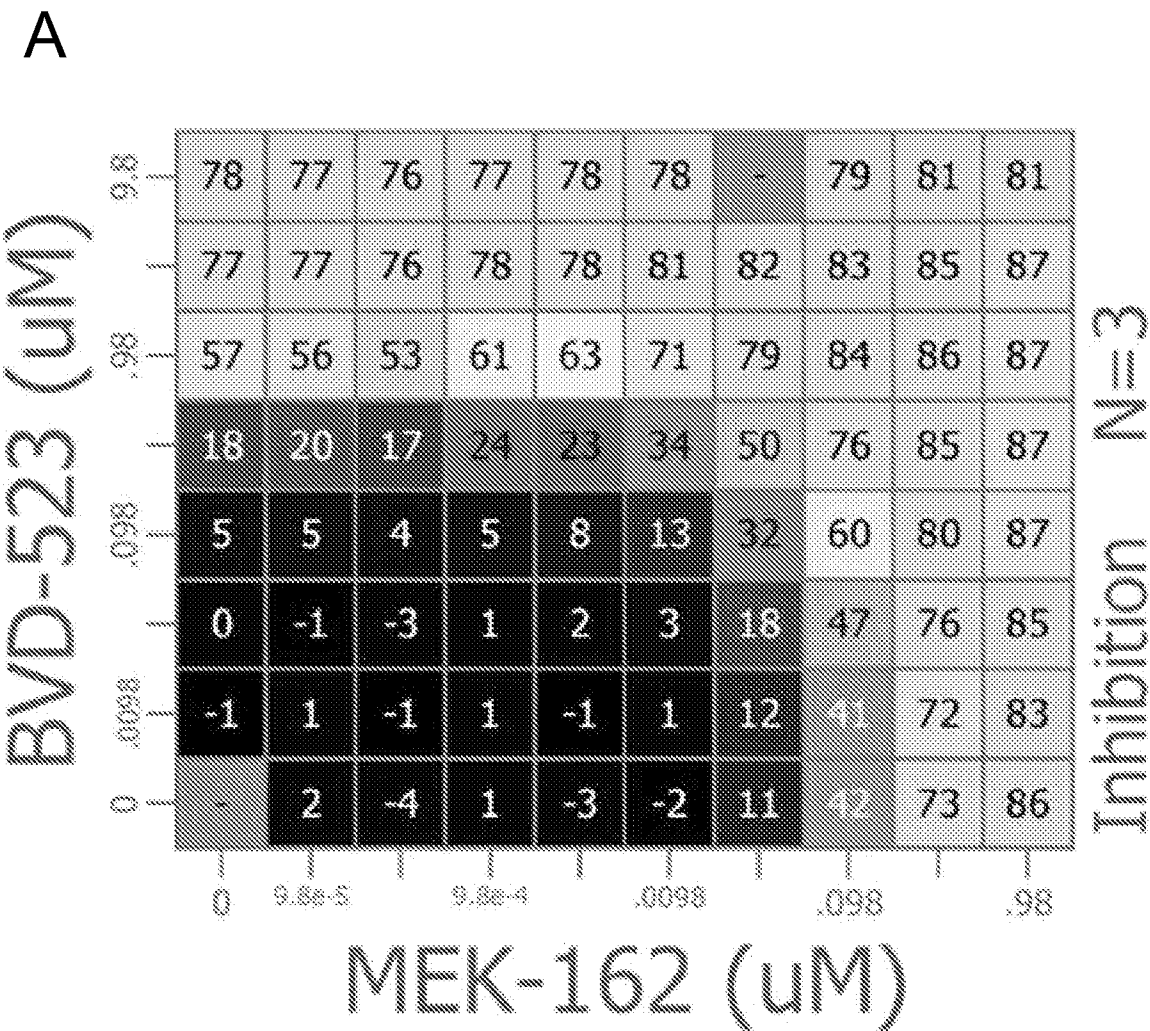 A
BVD-523 (uM)
9.8 78 77 76 77 78 78 - 79 81 81
77 77 76 78 78 81 82 83 85 87
.98 57 56 53 61 63 71 79 84 86 87
18 20 17 24 23 34 50 76 85 87
.098 5 5 4 5 8 13 32 60 80 87
0 -1 -3 1 2 3 18 47 76 85
.0098 -1 1 -1 1 -1 1 12 41 72 83
0 - 2 -4 1 -3 -2 11 42 73 86
0 9.8e-5 9.8e-4 .0098 .098 .98
MEK-162 (uM)
Inhibition N=3